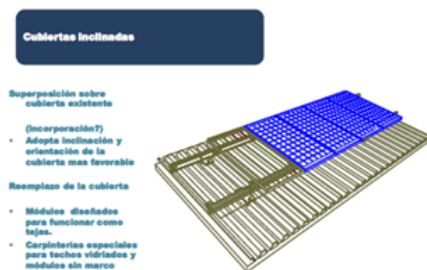 Cubiertas Inclinadas
Superposición sobre
cubierta existente
(incorporación?)
• Adopta inclinación y
orientación de la
cubierta mas favorable
Reemplazo de la cubierta
• Módulos diseñados
para funcionar como
tejas.
• Carpinterías especiales
para techos vidriados y
módulos sin marco